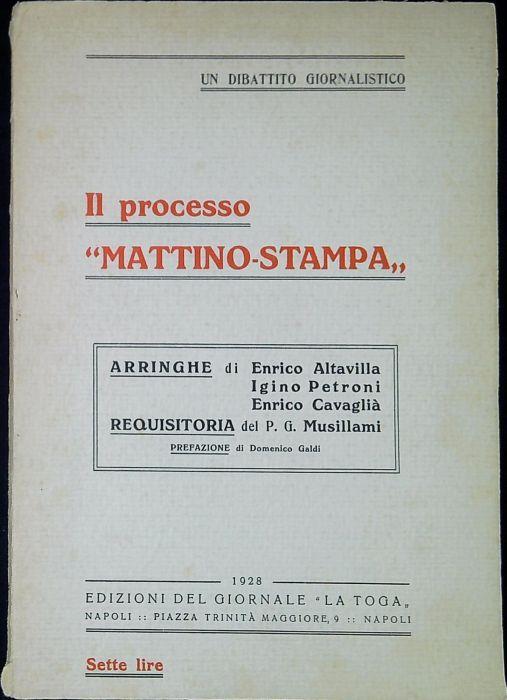 UN DIBATTITO GIORNALISTICO
Il processo
“MATTINO-STAMPA„
ARRINGHE di Enrico Altavilla
Igino Petroni
Enrico Cavaglià
REQUISITORIA del P. G. Musillami
PREFAZIONE di Domenico Galdi
1928
EDIZIONI DEL GIORNALE “LA TOGA„
NAPOLI :: PIAZZA TRINITÀ MAGGIORE, 9 :: NAPOLI
Sette lire